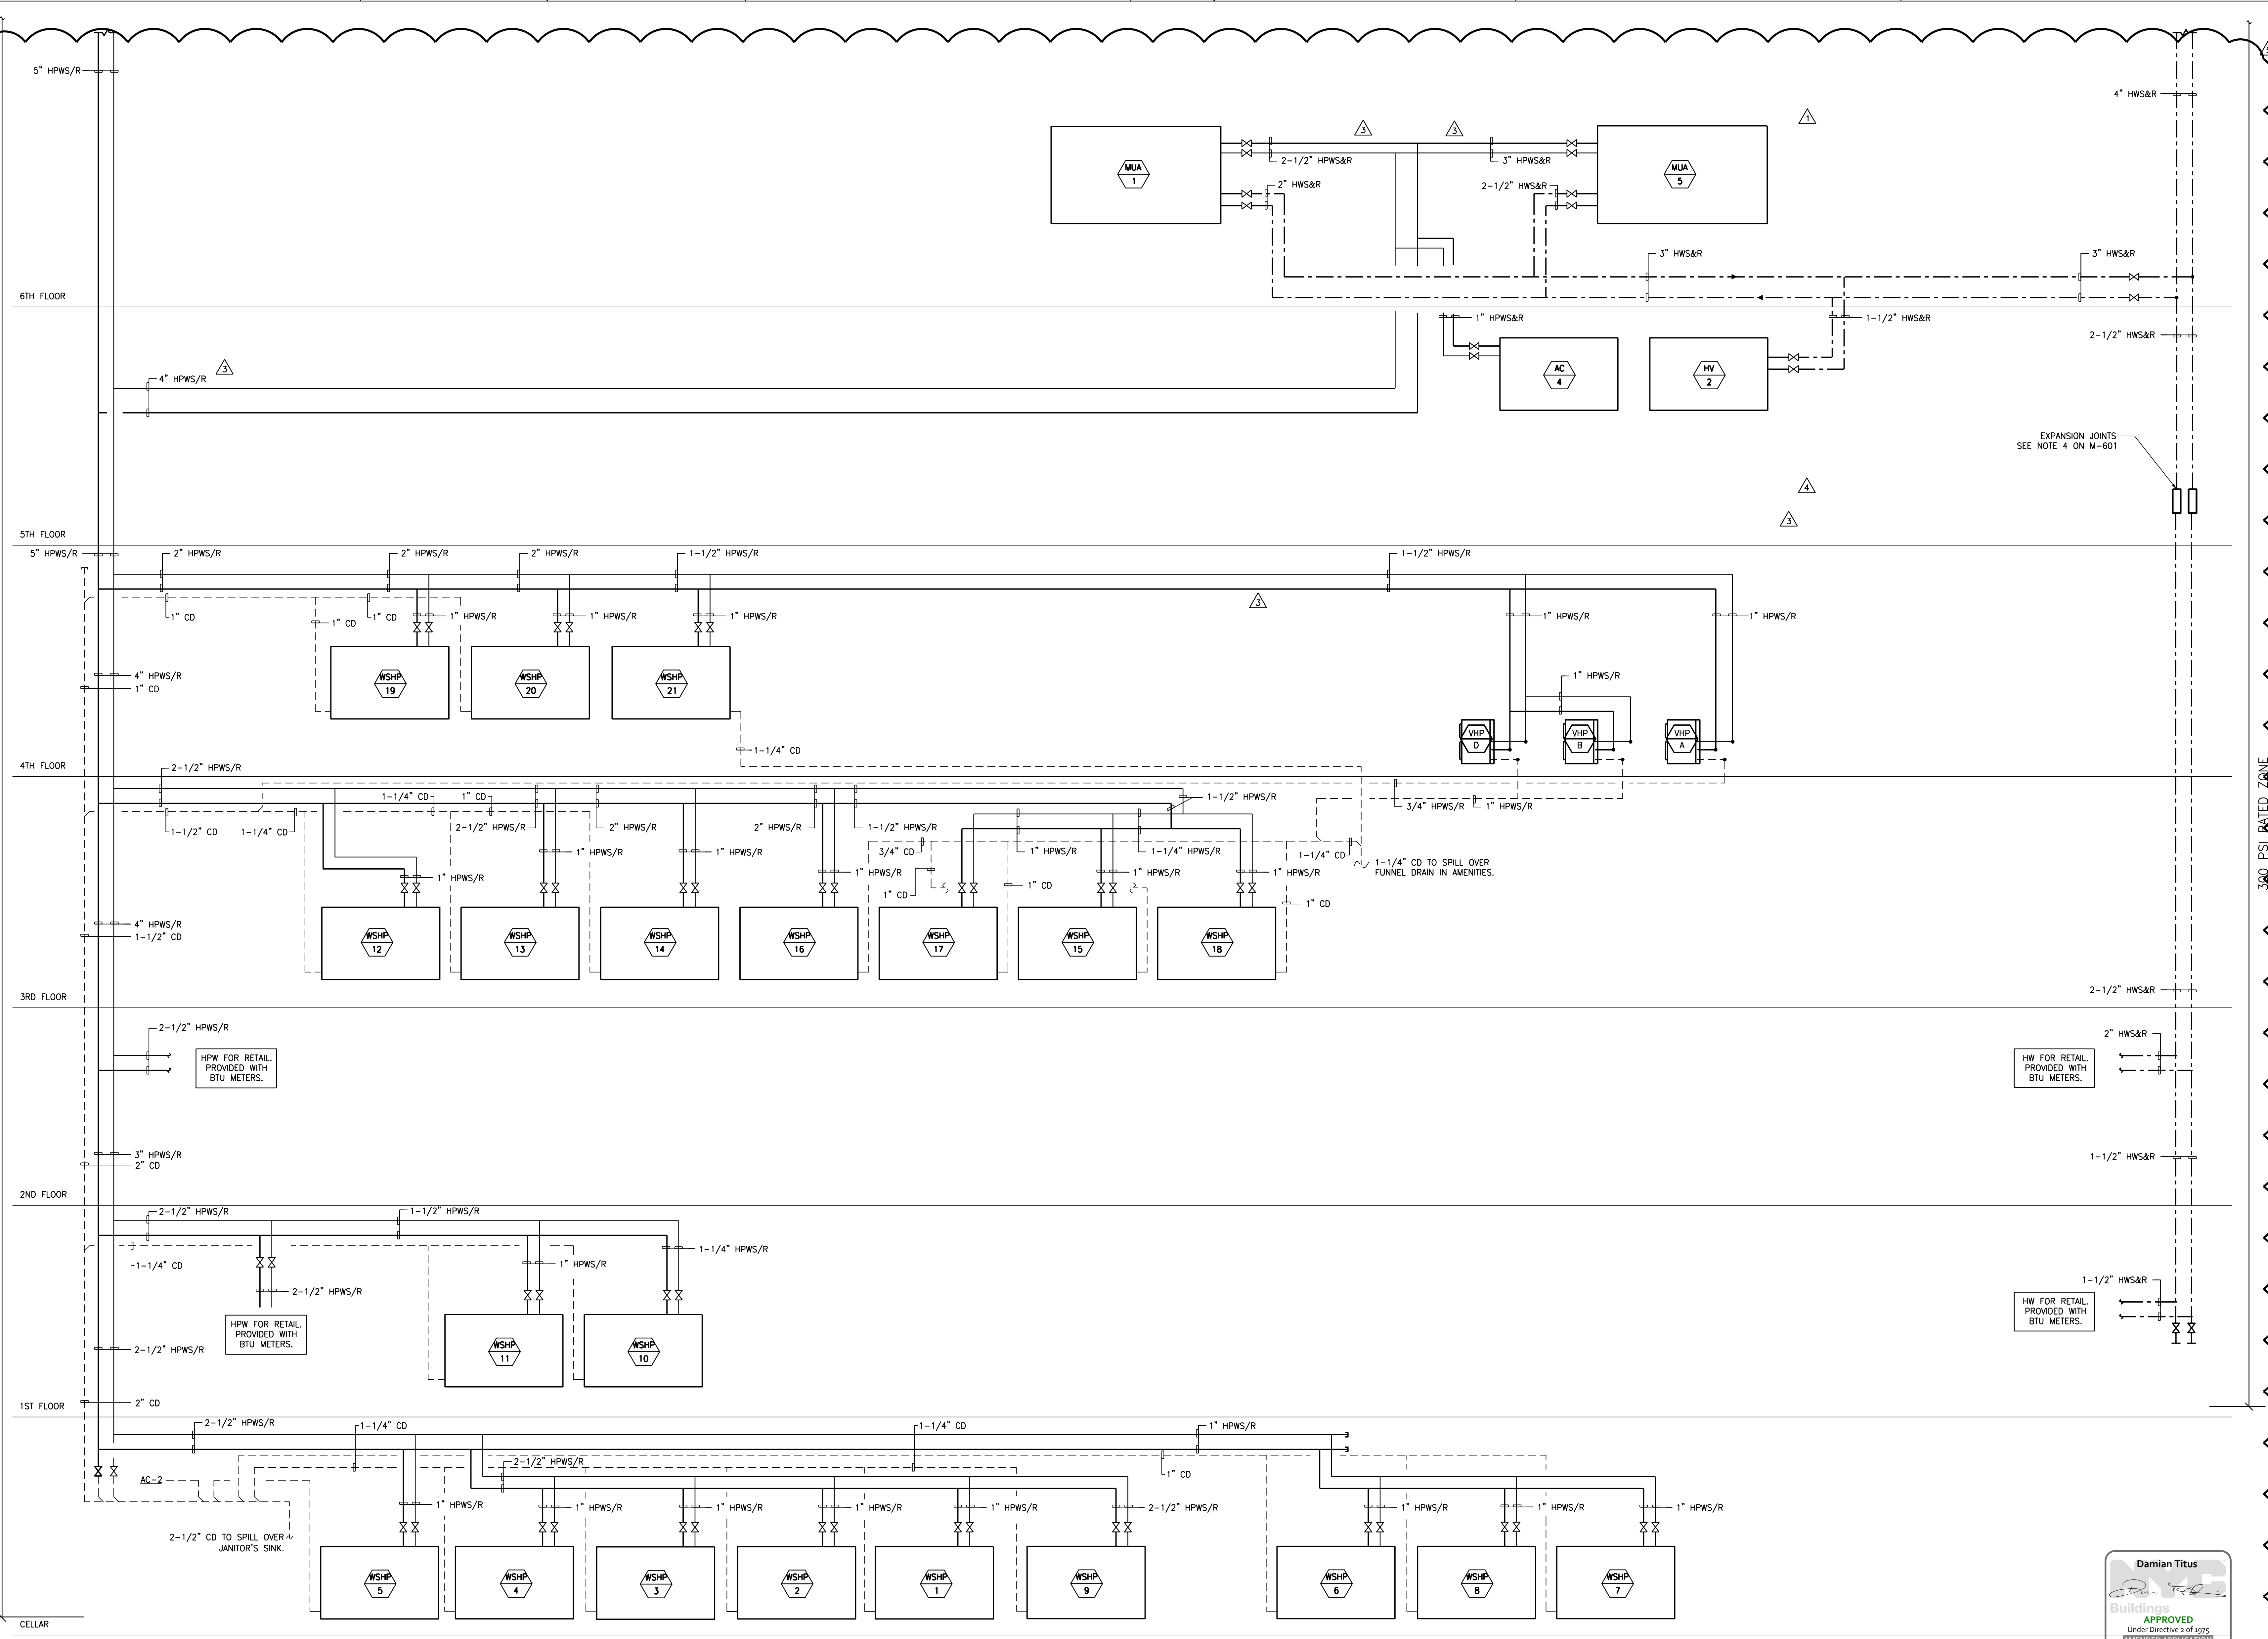 5" HPWS/R
4" HWS&R
1
3
3
MUA
1
2-1/2" HPWS&R
3" HPWS&R
MUA
5
2" HWS&R
2-1/2" HWS&R
3" HWS&R
3" HWS&R
6TH FLOOR
1" HPWS&R
1-1/2" HWS&R
2-1/2" HWS&R
3
4" HPWS/R
AC
4
HV
2
EXPANSION JOINTS
SEE NOTE 4 ON M-601
4
3
5TH FLOOR
5" HPWS/R
2" HPWS/R
2" HPWS/R
2" HPWS/R
1-1/2" HPWS/R
1-1/2" HPWS/R
3
1" CD
1" CD
1" CD
1" HPWS/R
1" HPWS/R
1" HPWS/R
1" HPWS/R
1" HPWS/R
4" HPWS/R
1" CD
WSHP
19
WSHP
20
WSHP
21
1" HPWS/R
VHP
D
VHP
B
VHP
A
1-1/4" CD
4TH FLOOR
2-1/2" HPWS/R
300 PSI RATED ZONE
1-1/4" CD
1" CD
1-1/2" HPWS/R
3/4" HPWS/R
1" HPWS/R
1-1/2" CD
1-1/4" CD
2-1/2" HPWS/R
2" HPWS/R
2" HPWS/R
1-1/2" HPWS/R
1" HPWS/R
1" HPWS/R
3/4" CD
1" HPWS/R
1-1/4" HPWS/R
1-1/4" CD
1-1/4" CD TO SPILL OVER
FUNNEL DRAIN IN AMENITIES.
1" HPWS/R
1" HPWS/R
1" HPWS/R
1" HPWS/R
1" CD
1" CD
1" CD
4" HPWS/R
1-1/2" CD
WSHP
12
WSHP
13
WSHP
14
WSHP
16
WSHP
17
WSHP
15
WSHP
18
3RD FLOOR
2-1/2" HWS&R
2-1/2" HPWS/R
2" HWS&R
HPW FOR RETAIL.
PROVIDED WITH
BTU METERS.
HW FOR RETAIL.
PROVIDED WITH
BTU METERS.
3" HPWS/R
2" CD
1-1/2" HWS&R
2ND FLOOR
2-1/2" HPWS/R
1-1/2" HPWS/R
1-1/4" HPWS/R
1-1/4" CD
1" HPWS/R
2-1/2" HPWS/R
1-1/2" HWS&R
HPW FOR RETAIL.
PROVIDED WITH
BTU METERS.
HW FOR RETAIL.
PROVIDED WITH
BTU METERS.
2-1/2" HPWS/R
WSHP
11
WSHP
10
2" CD
1ST FLOOR
2-1/2" HPWS/R
1-1/4" CD
1-1/4" CD
1" HPWS/R
2-1/2" HPWS/R
1" CD
AC-2
1" HPWS/R
1" HPWS/R
1" HPWS/R
1" HPWS/R
1" HPWS/R
2-1/2" HPWS/R
1" HPWS/R
1" HPWS/R
1" HPWS/R
2-1/2" CD TO SPILL OVER
JANITOR'S SINK.
WSHP
5
WSHP
4
WSHP
3
WSHP
2
WSHP
1
WSHP
9
WSHP
6
WSHP
8
WSHP
7
CELLAR
Damian Titus
NYC
Buildings
APPROVED
Under Directive 2 of 1975